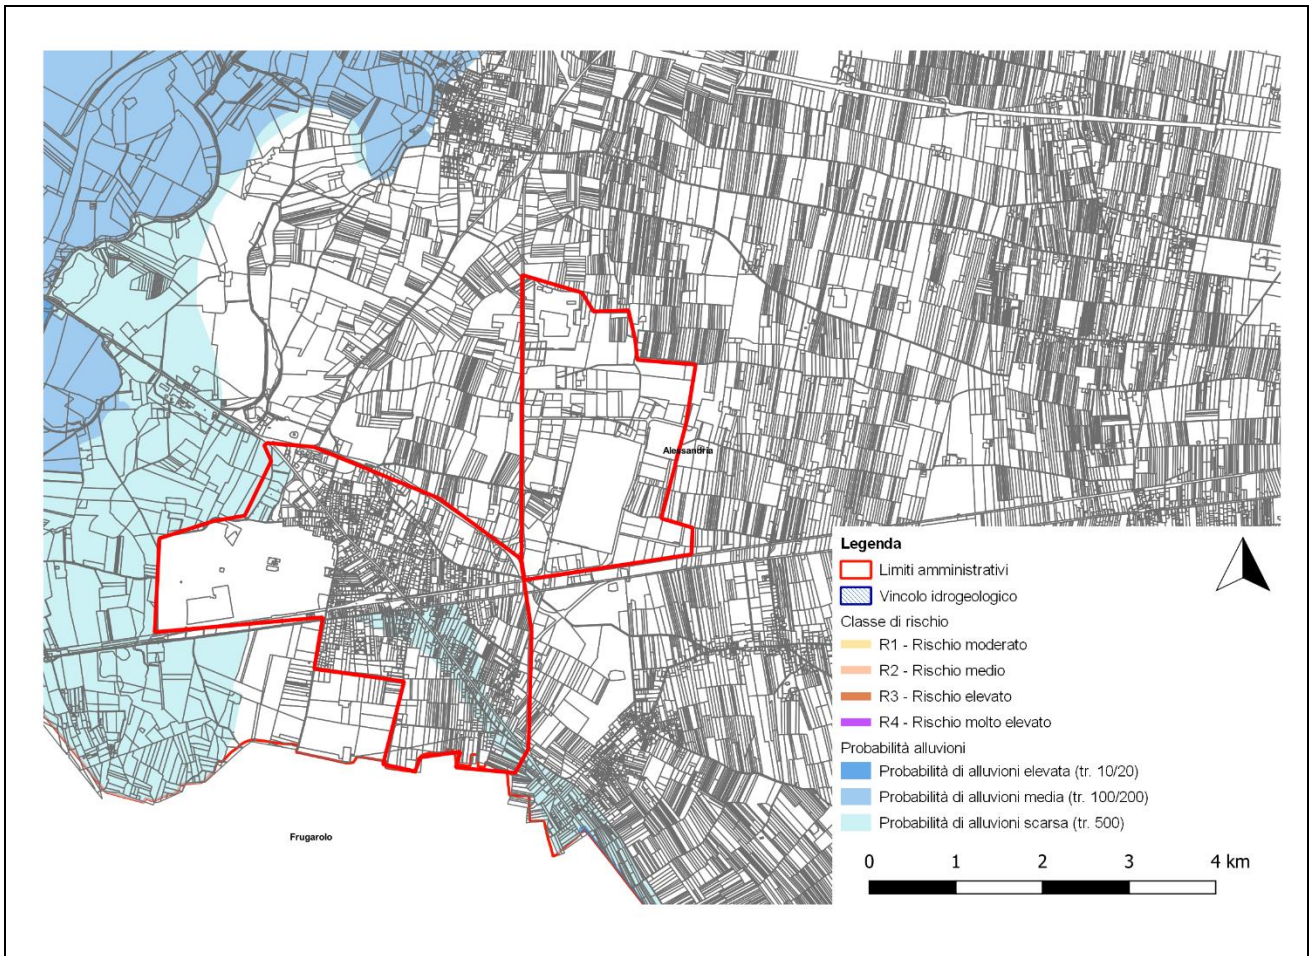 Alessandria
Legenda
Limiti amministrativi
Vincolo idrogeologico
Classe di rischio
R1 - Rischio moderato
R2 - Rischio medio
R3 - Rischio elevato
R4 - Rischio molto elevato
Probabilità alluvioni
Probabilità di alluvioni elevata (tr. 10/20)
Probabilità di alluvioni media (tr. 100/200)
Probabilità di alluvioni scarsa (tr. 500)
Frugarolo
0 1 2 3 4 km